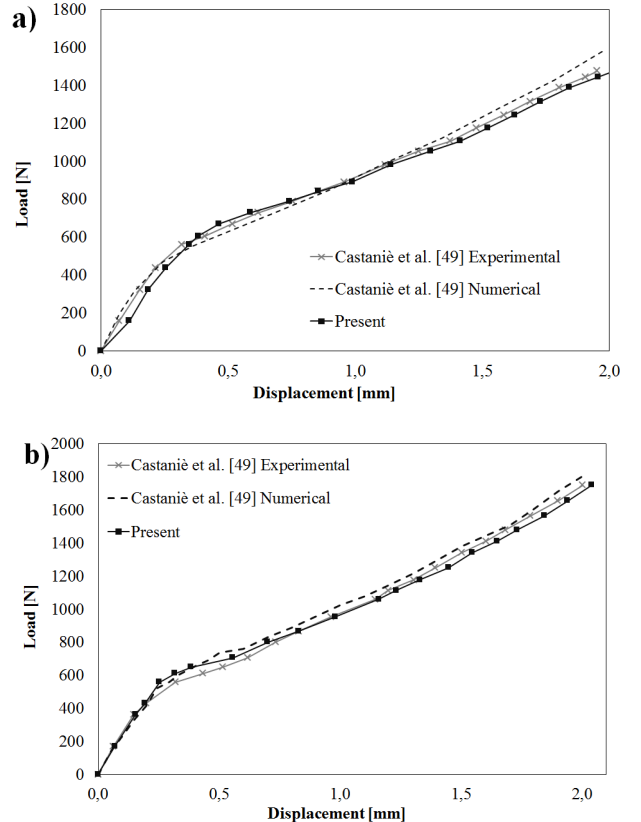 a)
1800
1600
1400
1200
1000
800
600
400
200
0
Load [N]
Castaniè et al. [49] Experimental
Castaniè et al. [49] Numerical
Present
0,0 0,5 1,0 1,5 2,0
Displacement [mm]
b)
2000
1800
1600
1400
1200
1000
800
600
400
200
0
Load [N]
Castaniè et al. [49] Experimental
Castaniè et al. [49] Numerical
Present
0,0 0,5 1,0 1,5 2,0
Displacement [mm]